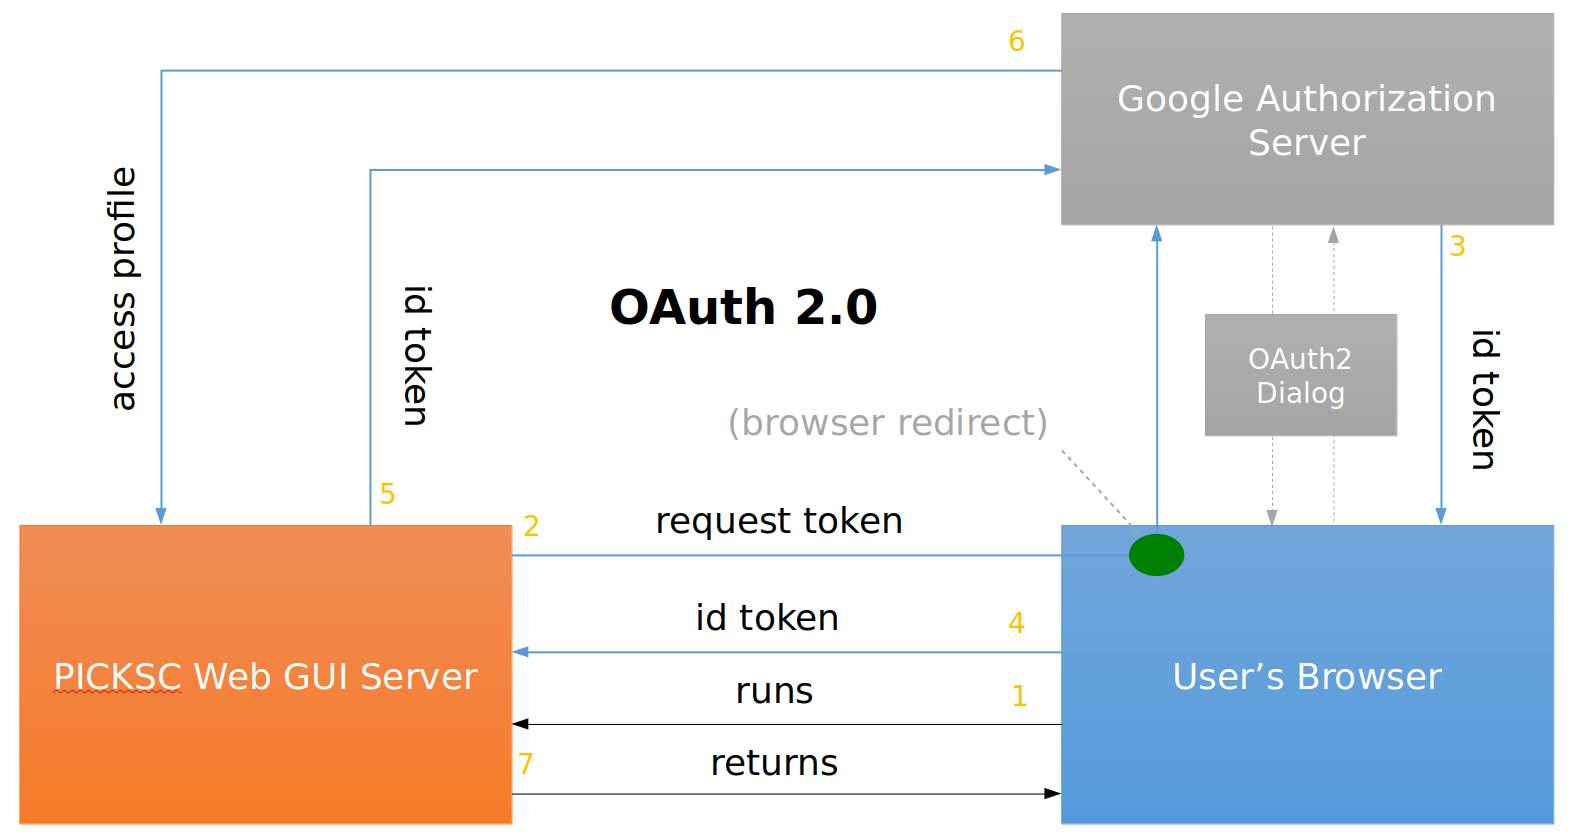 6
Google Authorization
Server
access profile
id token
3
OAuth 2.0
OAuth2
Dialog
id token
(browser redirect)
5
2
request token
id token
4
PICKSC Web GUI Server
User’s Browser
runs
1
7
returns